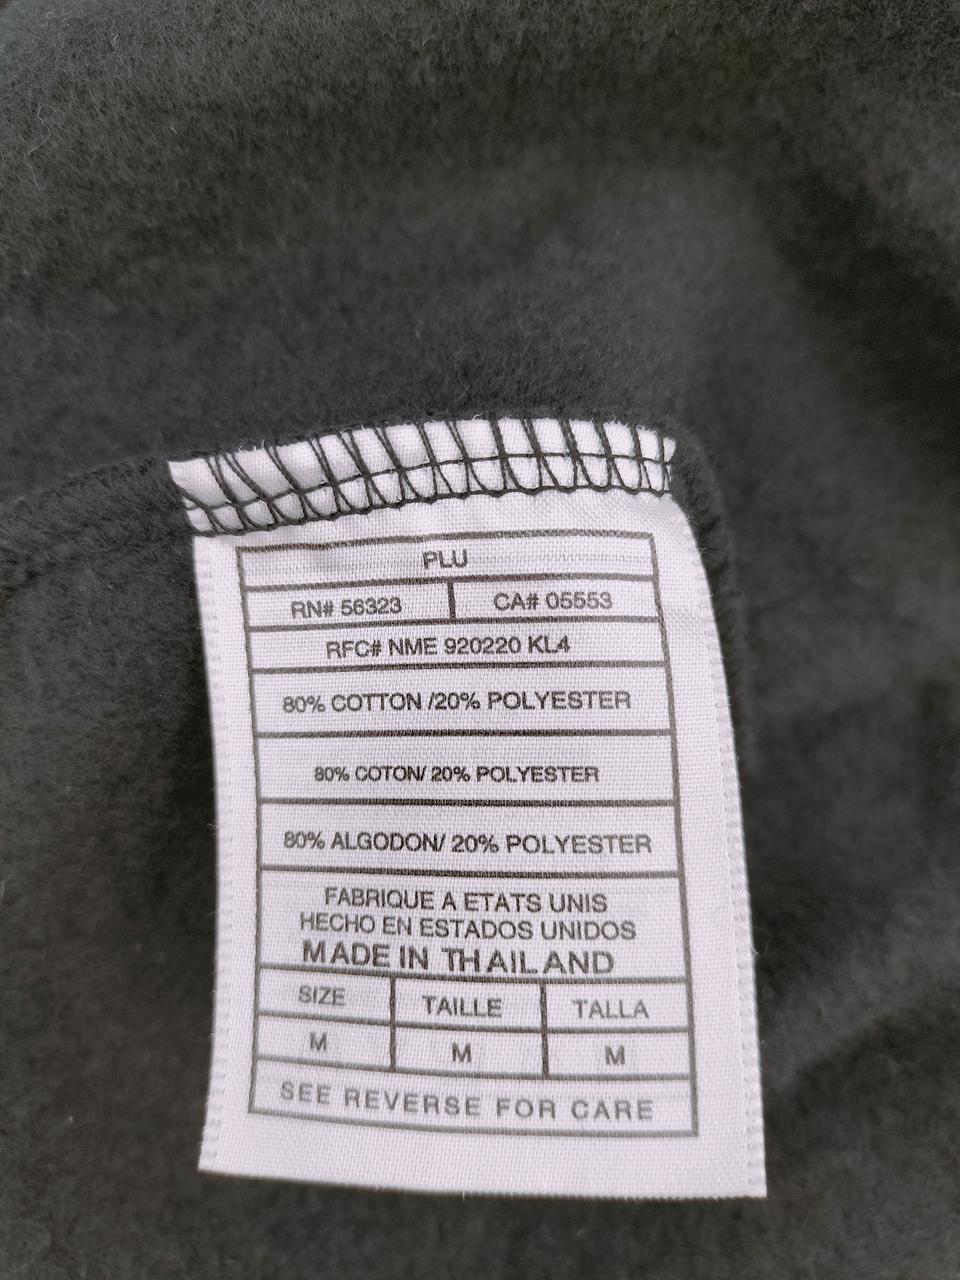 PLU
RN# 56323 CA# 05553
RFC# NME 920220 KL4
80% COTTON /20% POLYESTER
80% COTON/ 20% POLYESTER
80% ALGODON/ 20% POLYESTER
FABRIQUE A ETATS UNIS
HECHO EN ESTADOS UNIDOS
MADE IN THAILAND
SIZE TAILLE TALLA
M M M
SEE REVERSE FOR CARE